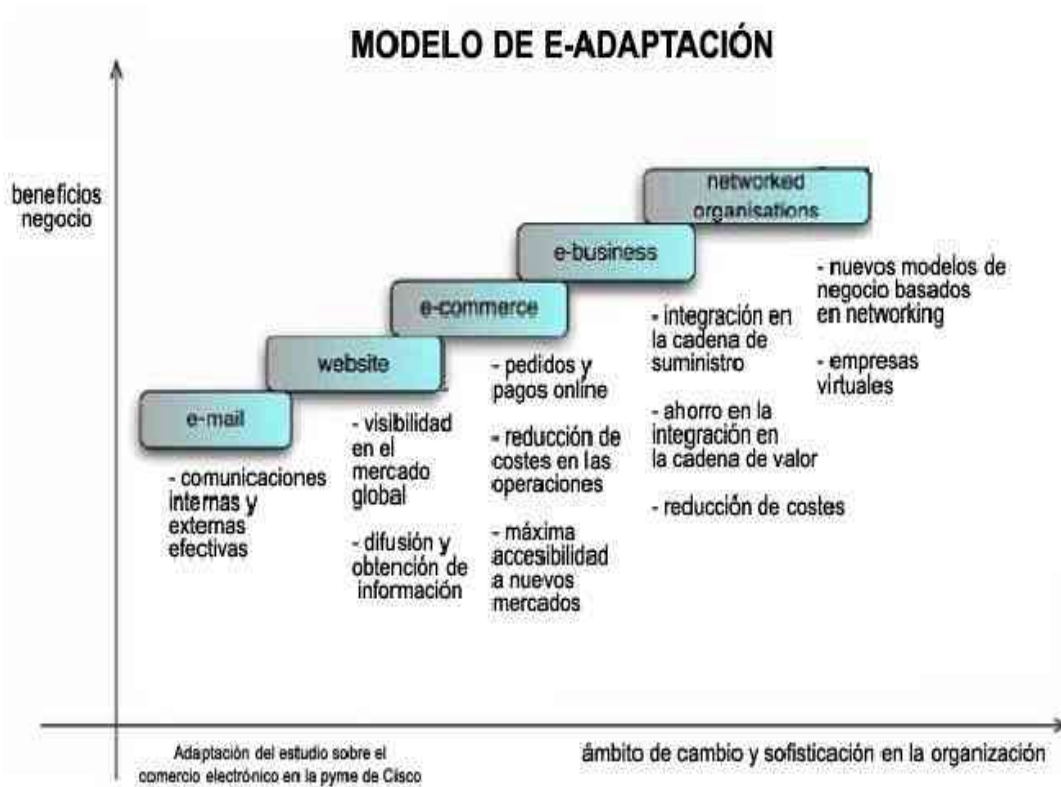 MODELO DE E-ADAPTACIÓN
beneficios
negocio
e-mail
- comunicaciones
internas y
externas
efectivas
website
- visibilidad
en el
mercado
global
- difusión y
obtención de
información
e-commerce
- pedidos y
pagos online
- reducción de
costes en las
operaciones
- máxima
accesibilidad
a nuevos
mercados
e-business
- integración en
la cadena de
suministro
- ahorro en la
integración en
la cadena de valor
- reducción de costes
networked
organisations
- nuevos modelos de
negocio basados
en networking
- empresas
virtuales
Adaptación del estudio sobre el
comercio electrónico en la pyme de Cisco
âmbito de cambio y sofisticación en la organización